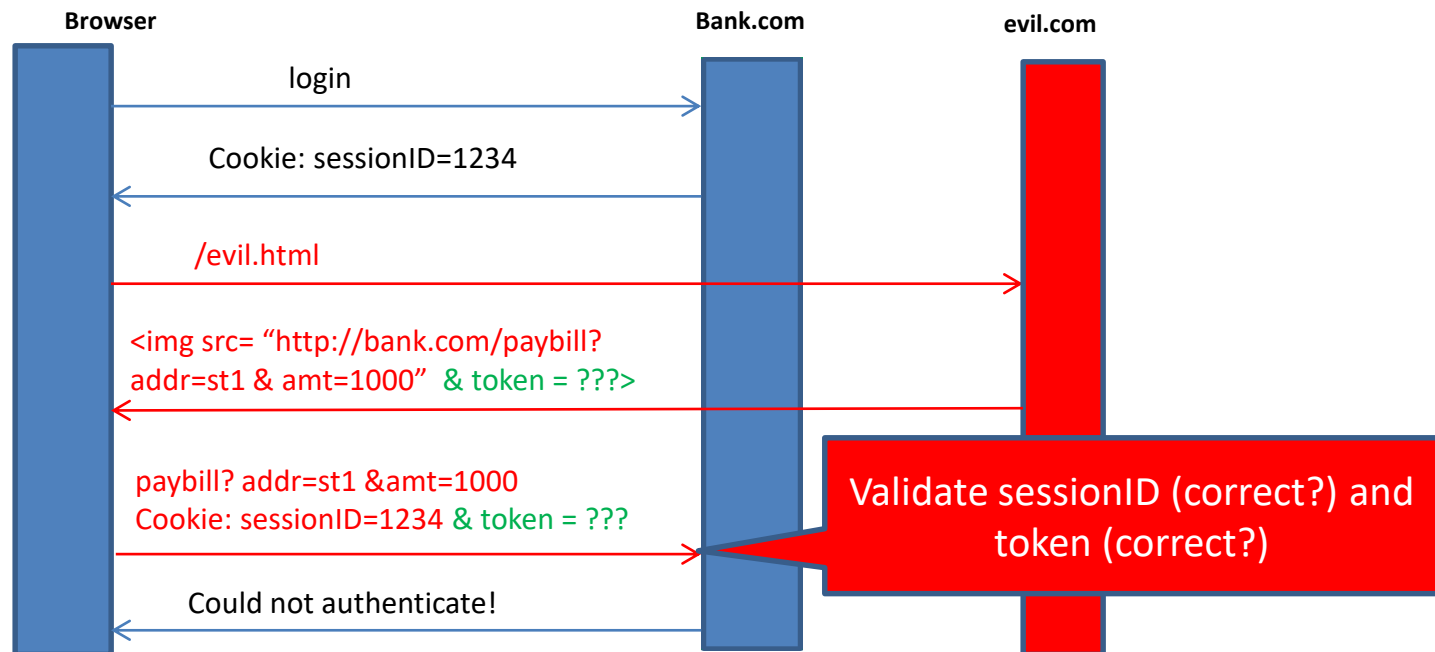 Browser
Bank.com
evil.com
login
Cookie: sessionID=1234
/evil.html
<img src= “http://bank.com/paybill?
addr=st1 & amt=1000” & token = ???>
paybill? addr=st1 &amt=1000
Cookie: sessionID=1234 & token = ???
Validate sessionID (correct?) and
token (correct?)
Could not authenticate!